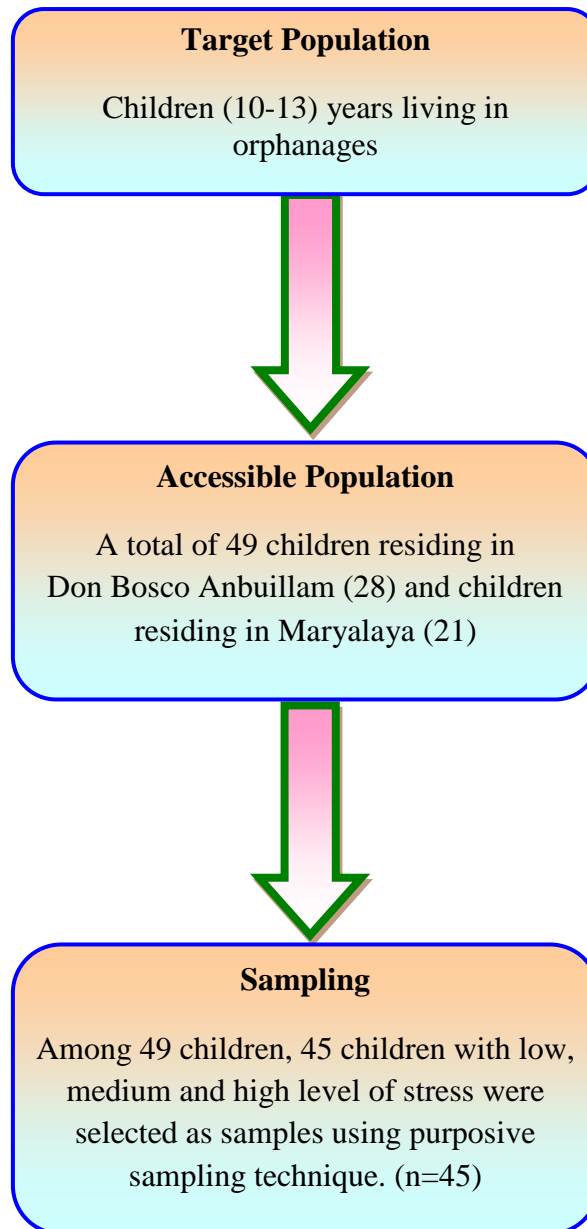 Target Population
Children (10-13) years living in
orphanages
Accessible Population
A total of 49 children residing in
Don Bosco Anbuillam (28) and children
residing in Maryalaya (21)
Sampling
Among 49 children, 45 children with low,
medium and high level of stress were
selected as samples using purposive
sampling technique. (n=45)